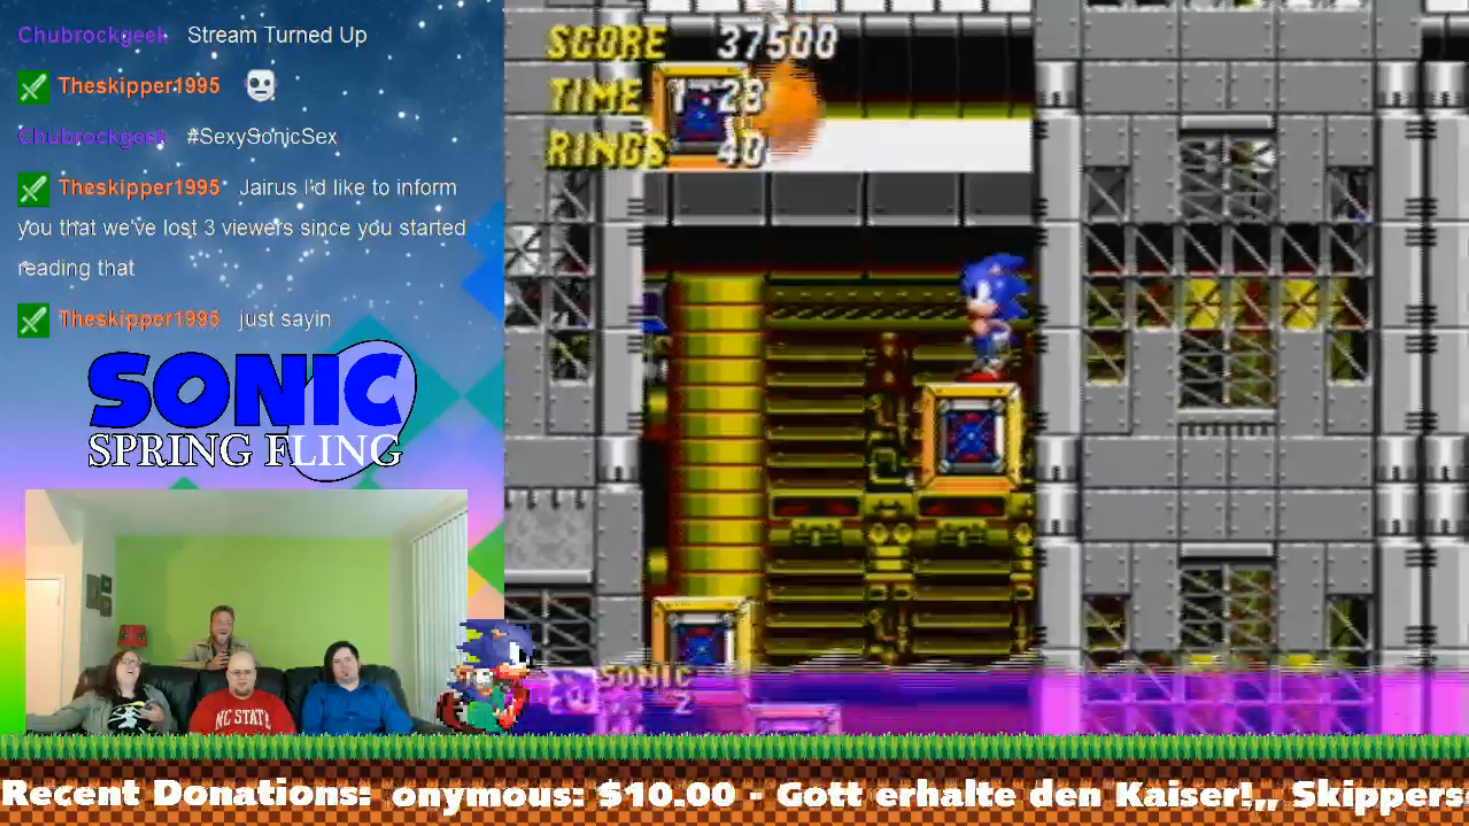 Chubrockgeek Stream Turned Up
Theskipper1995
Chubrockgeek #SexySonicSex
Theskipper1995 Jairus I'd like to inform
you that we've lost 3 viewers since you started
reading that
Theskipper1995 just sayin
SONIC
SPRING FLING
NC STATE
SCORE 37500
TIME 1:28
RINGS 40
SONIC
2
Recent Donations: onymous: $10.00 - Gott erhalte den Kaiser!,, Skippers